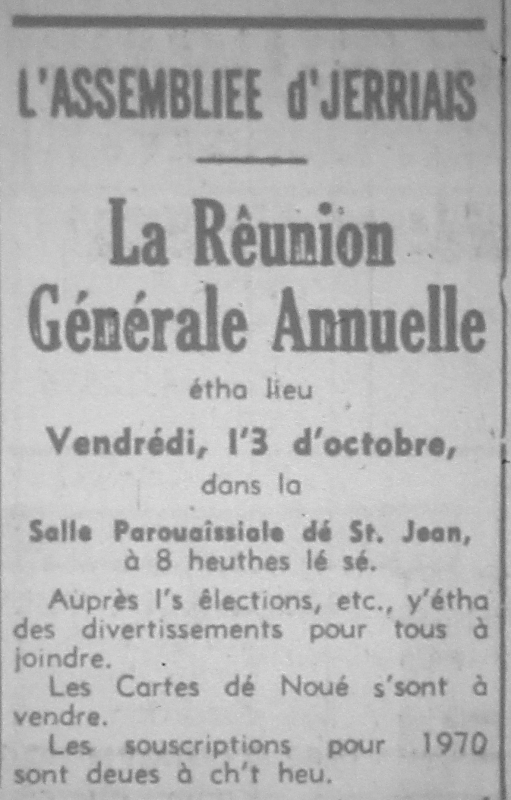 L'ASSEMBLIEE d'JERRIAIS
La Rêunion
Générale Annuelle
étha lieu
Vendrédi, l'3 d'octobre,
dans la
Salle Parouaîssiale dé St. Jean,
à 8 heuthes lé sé.
Auprès l's êlections, etc., y'étha
des divertissements pour tous à
joindre.
Les Cartes dé Noué s'sont à
vendre.
Les souscriptions pour 1970
sont deues à ch't heu.